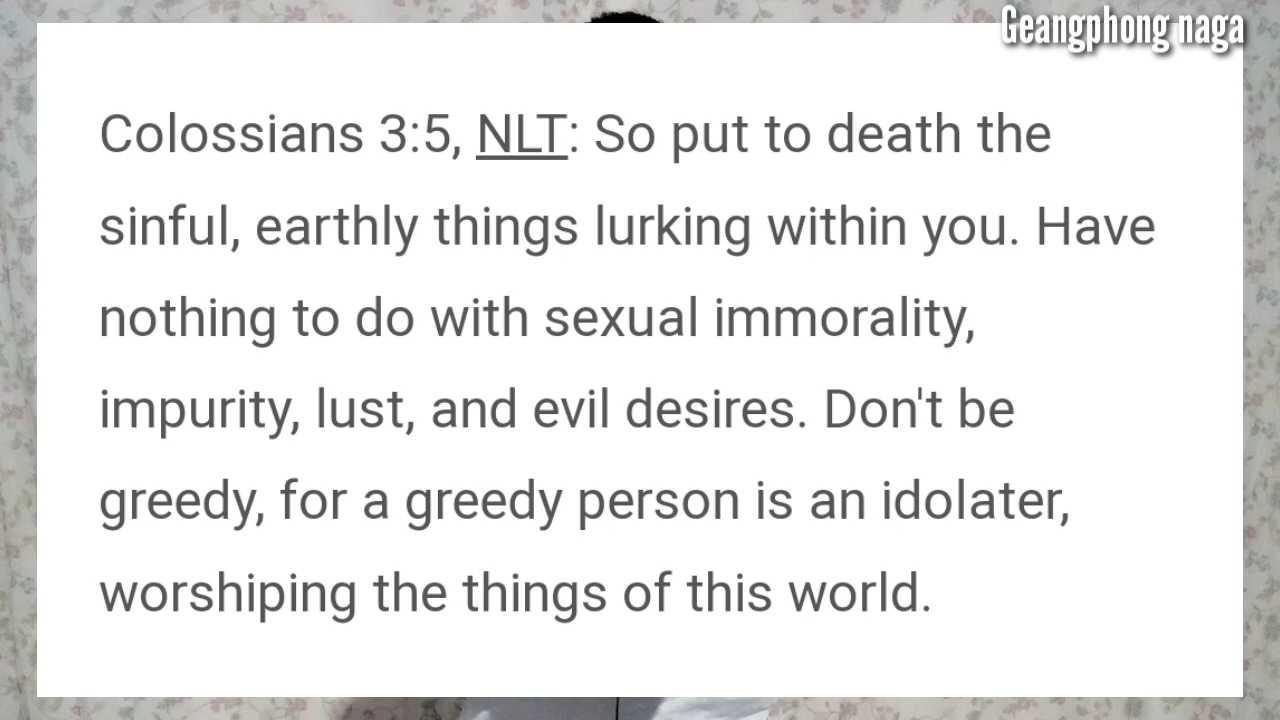 Geangphong naga
Colossians 3:5, NLT: So put to death the
sinful, earthly things lurking within you. Have
nothing to do with sexual immorality,
impurity, lust, and evil desires. Don't be
greedy, for a greedy person is an idolater,
worshiping the things of this world.